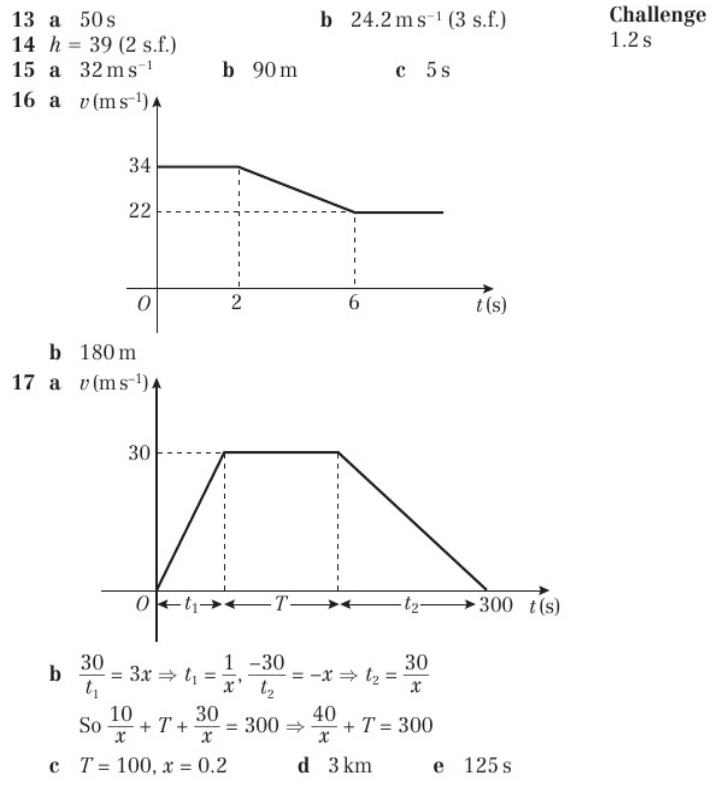 13 a 50 s b 24.2 m s⁻¹ (3 s.f.)
14 h = 39 (2 s.f.)
15 a 32 m s⁻¹ b 90 m c 5 s
16 a v (m s⁻¹)
34
22
O 2 6 t (s)
b 180 m
17 a v (m s⁻¹)
30
O t₁ T t₂ 300 t (s)
b 30/t₁ = 3x ⇒ t₁ = 1/x, −30/t₂ = −x ⇒ t₂ = 30/x
So 10/x + T + 30/x = 300 ⇒ 40/x + T = 300
c T = 100, x = 0.2 d 3 km e 125 s
Challenge
1.2 s